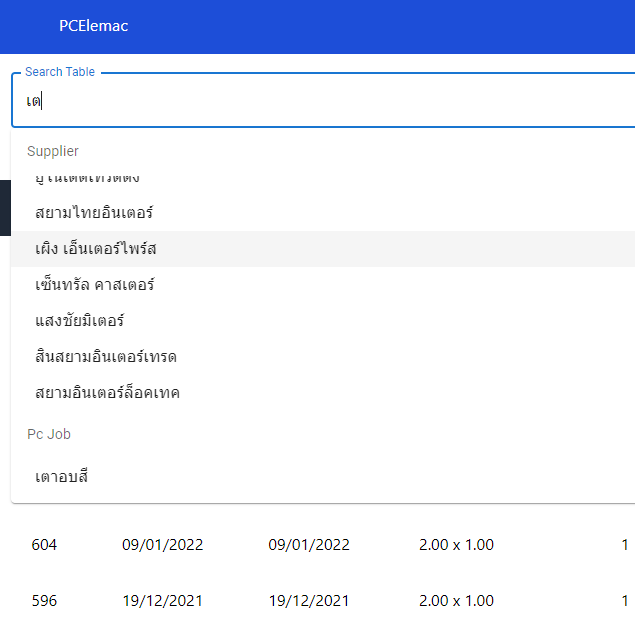 PCElemac
Search Table
เต
Supplier
สยามไทยอินเตอร์
เผิง เอ็นเตอร์ไพร์ส
เซ็นทรัล คาสเตอร์
แสงชัยมิเตอร์
สินสยามอินเตอร์เทรด
สยามอินเตอร์ล็อคเทค
Pc Job
เตาอบสี
604 09/01/2022 09/01/2022 2.00 x 1.00 1
596 19/12/2021 19/12/2021 2.00 x 1.00 1